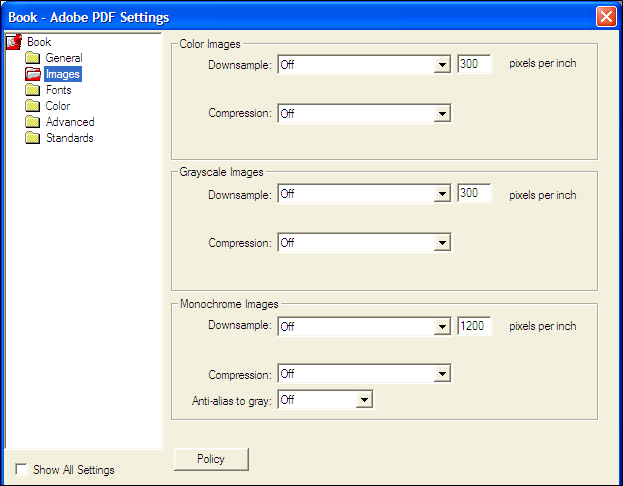 Book - Adobe PDF Settings
Book
General
Images
Fonts
Color
Advanced
Standards
Show All Settings
Color Images
Downsample: Off 300 pixels per inch
Compression: Off
Grayscale Images
Downsample: Off 300 pixels per inch
Compression: Off
Monochrome Images
Downsample: Off 1200 pixels per inch
Compression: Off
Anti-alias to gray: Off
Policy